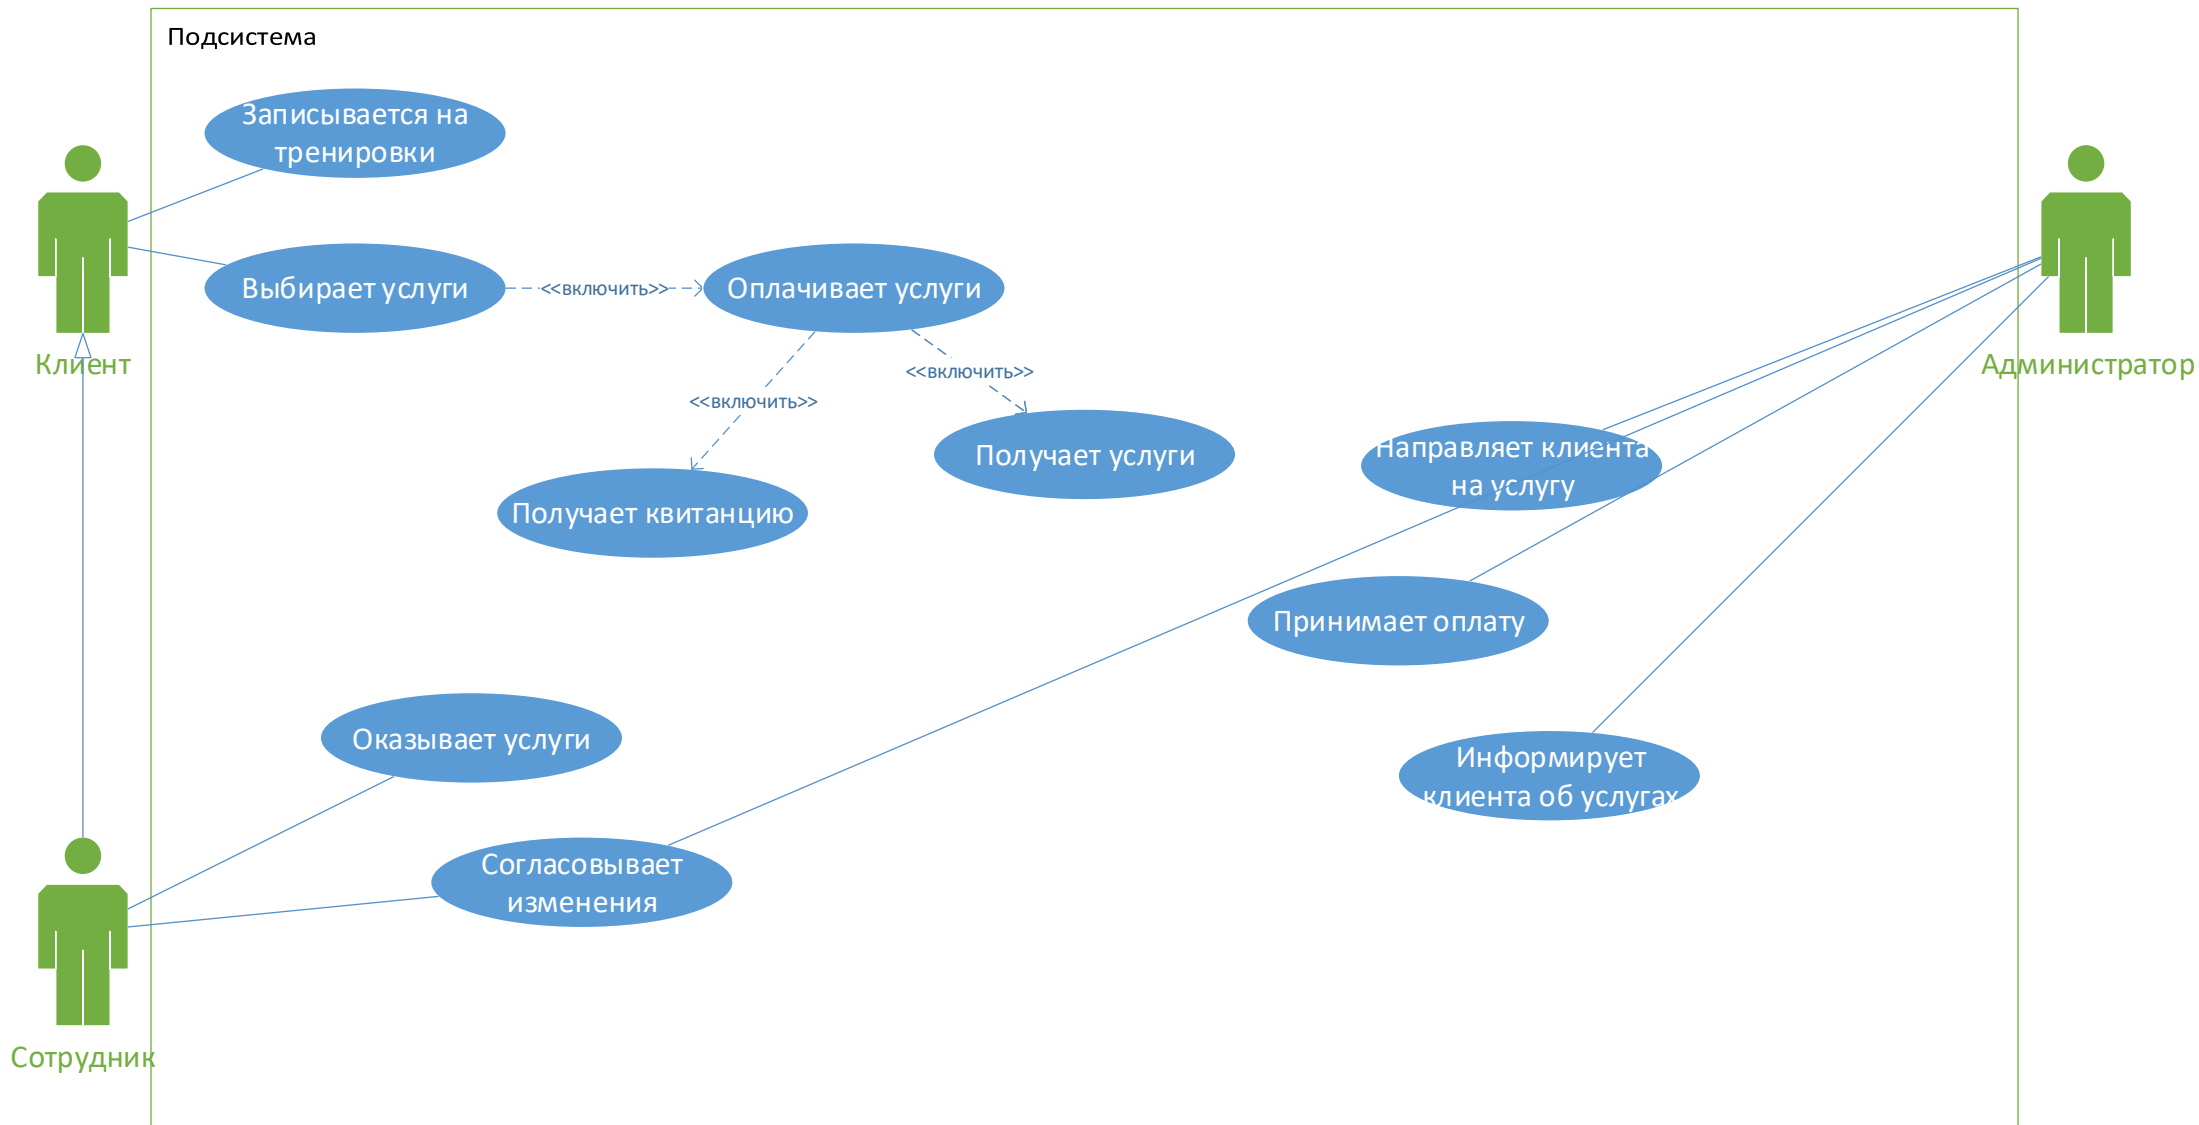 Подсистема
Записывается на
тренировки
Выбирает услуги
<<включить>>
Оплачивает услуги
Клиент
Администратор
<<включить>>
<<включить>>
Получает услуги
Направляет клиента
на услугу
Получает квитанцию
Принимает оплату
Оказывает услуги
Информирует
клиента об услугах
Согласовывает
изменения
Сотрудник